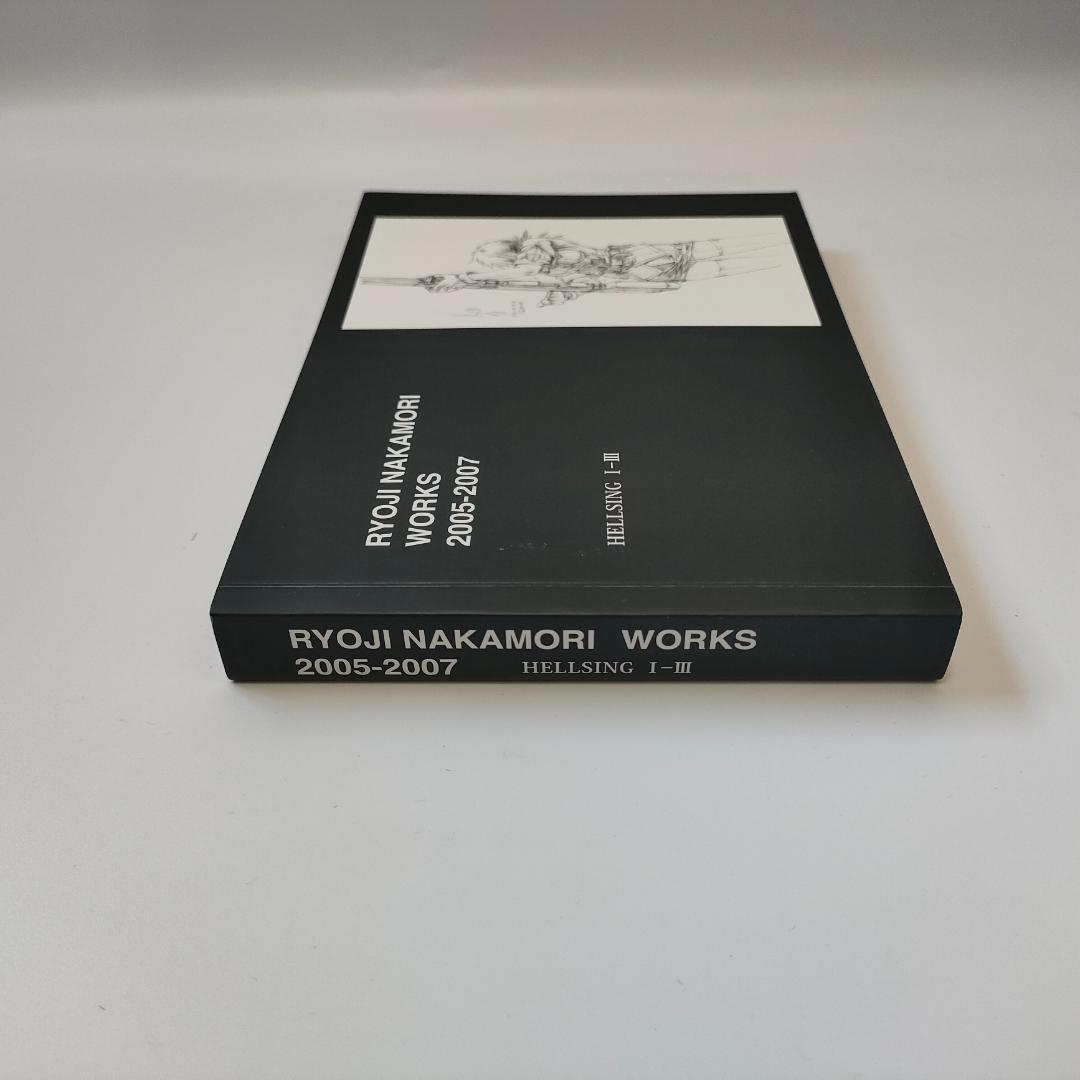 RYOJI NAKAMORI
WORKS
2005-2007
HELLSING I-III
RYOJI NAKAMORI WORKS
2005-2007 HELLSING I-III